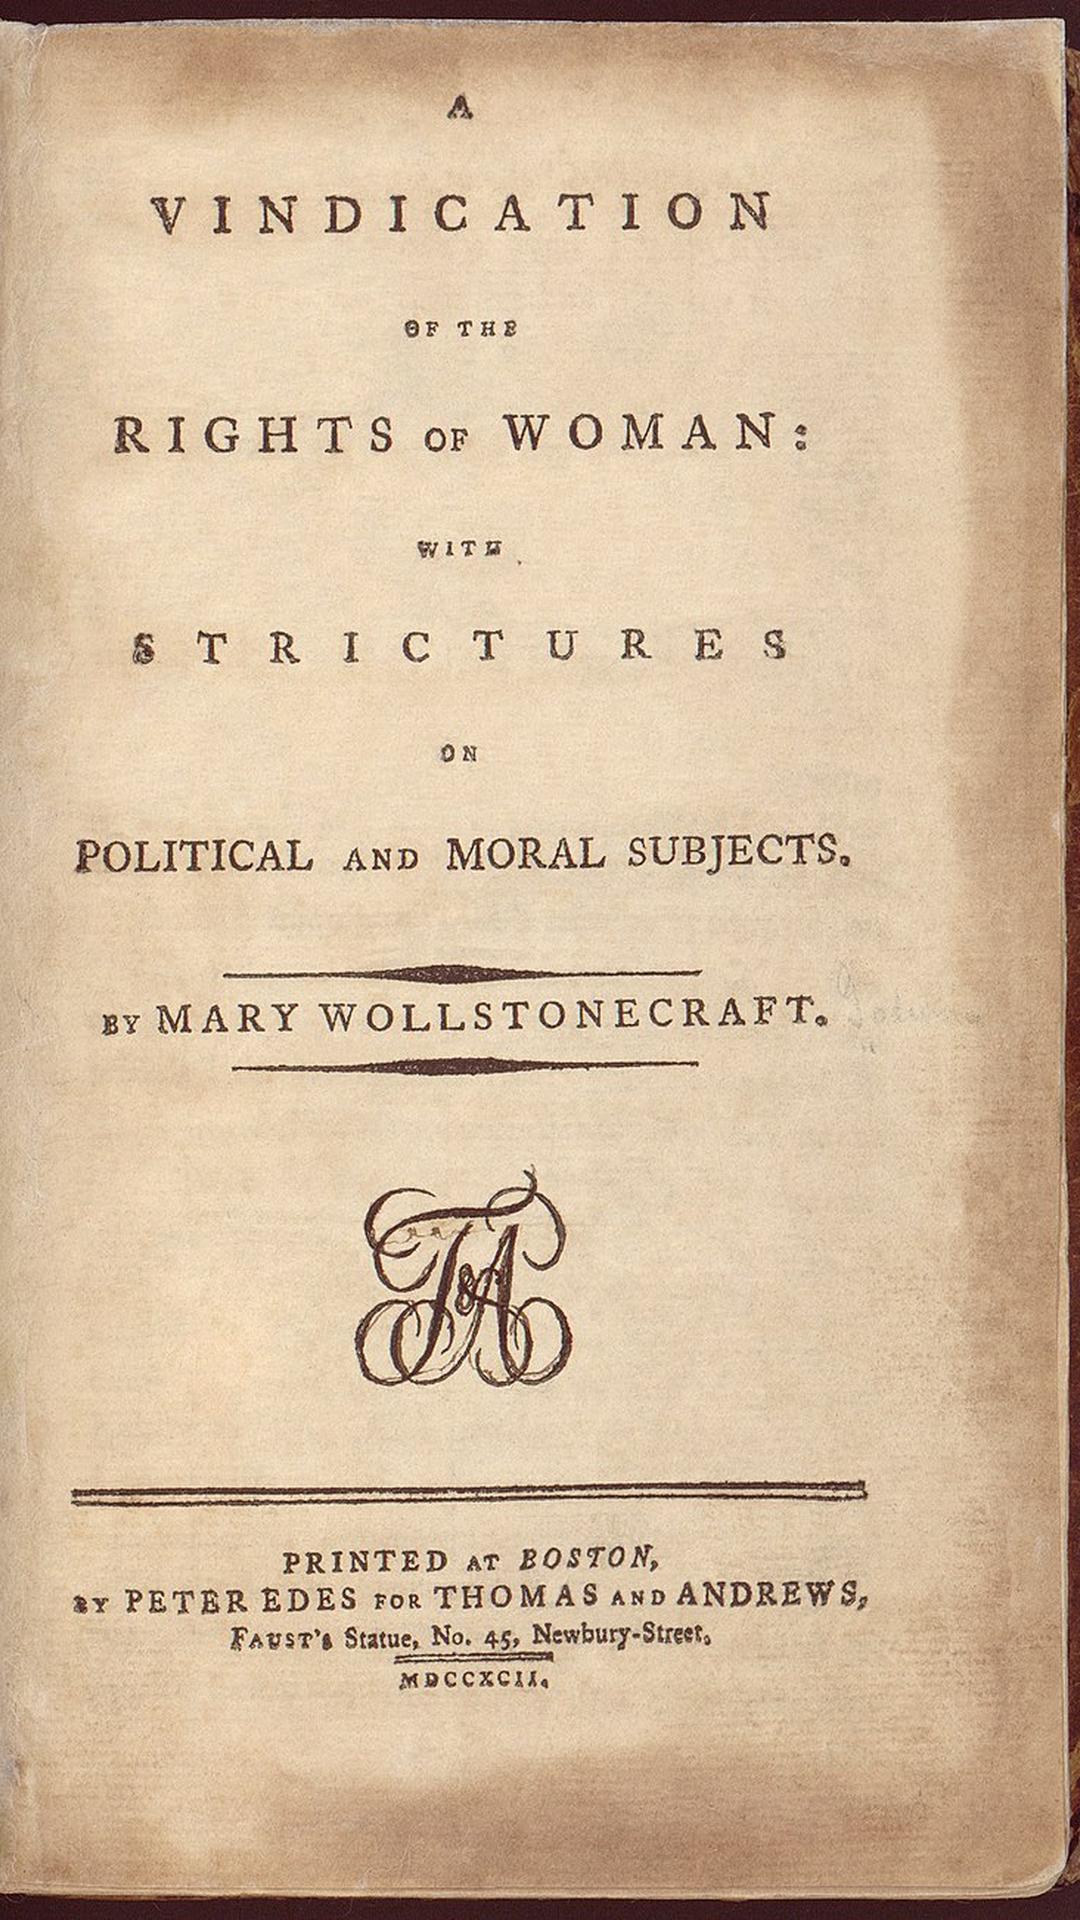 A
VINDICATION
OF THE
RIGHTS OF WOMAN:
WITH
STRICTURES
ON
POLITICAL AND MORAL SUBJECTS.
BY MARY WOLLSTONECRAFT.
T&A
PRINTED AT BOSTON,
BY PETER EDES FOR THOMAS AND ANDREWS,
FAUST's Statue, No. 45, Newbury-Street.
MDCCXCII.